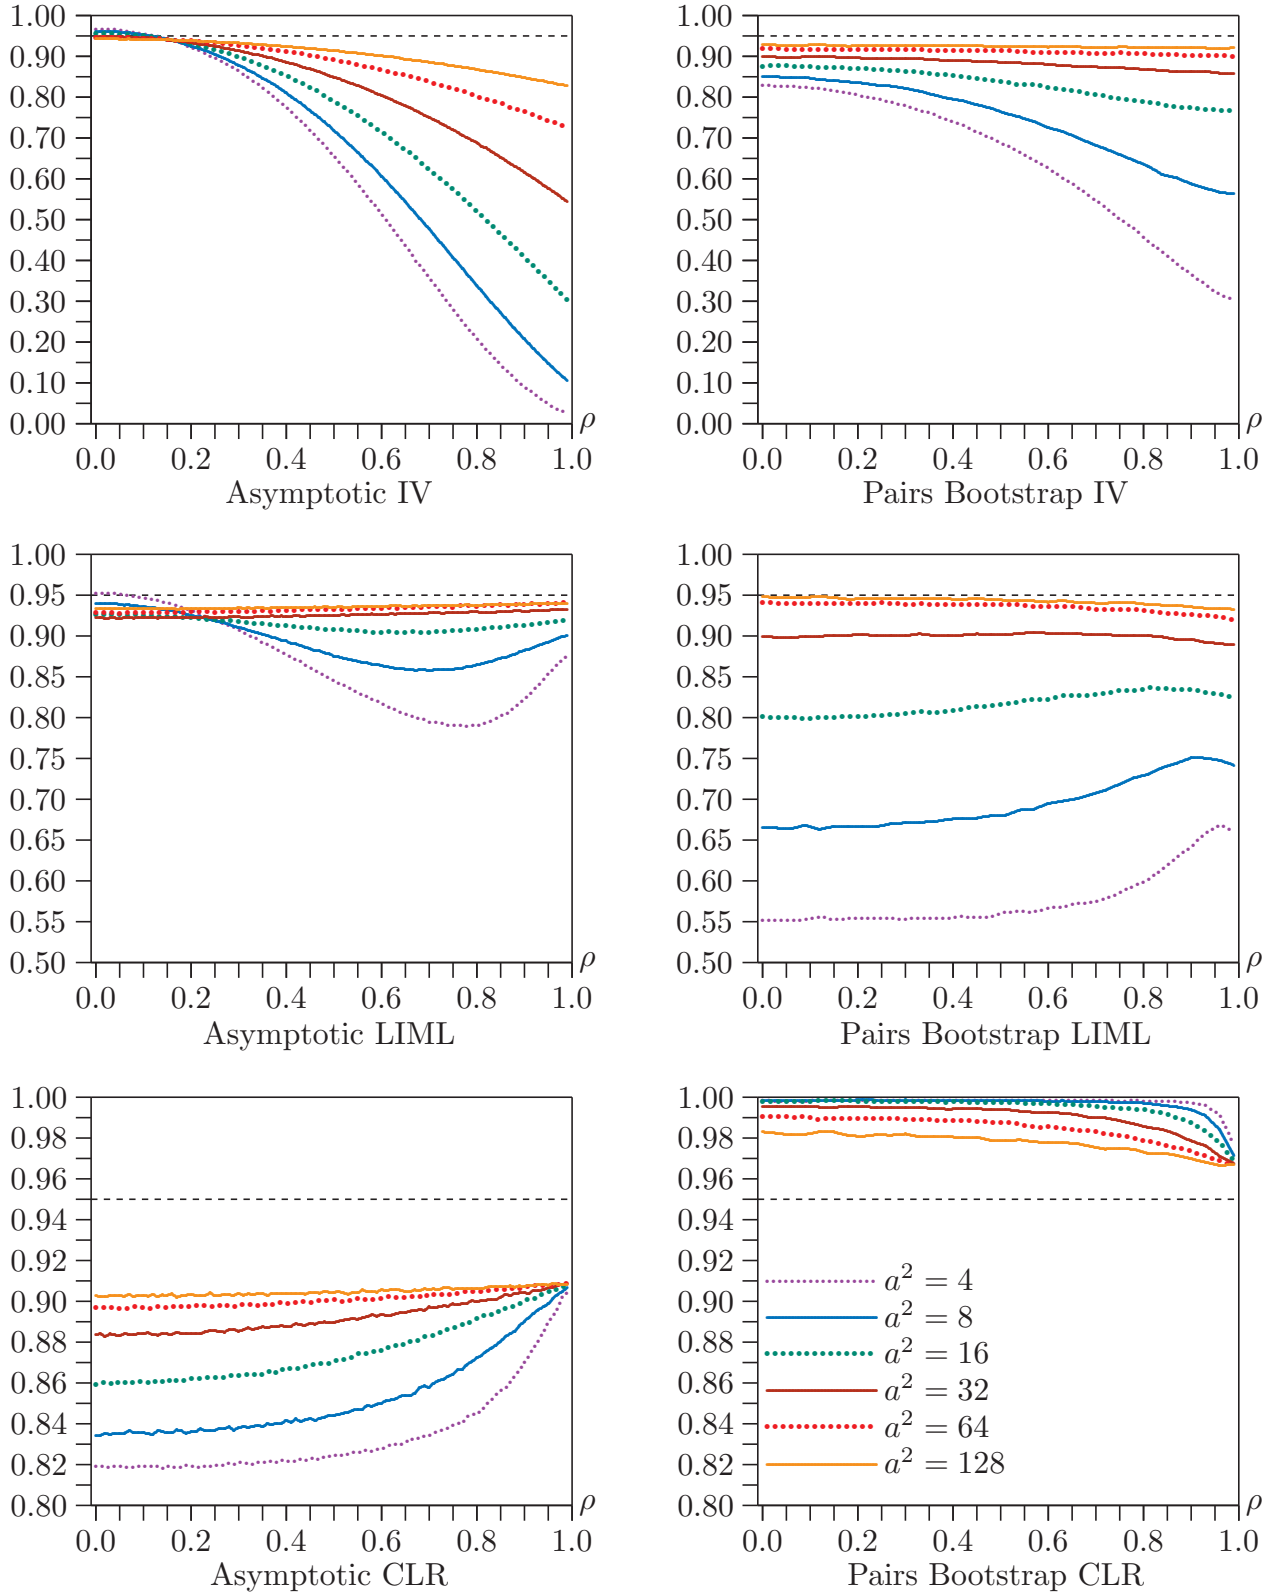 1.00
0.90
0.80
0.70
0.60
0.50
0.40
0.30
0.20
0.10
0.00
0.0 0.2 0.4 0.6 0.8 1.0
ρ
Asymptotic IV
1.00
0.90
0.80
0.70
0.60
0.50
0.40
0.30
0.20
0.10
0.00
0.0 0.2 0.4 0.6 0.8 1.0
ρ
Pairs Bootstrap IV
1.00
0.95
0.90
0.85
0.80
0.75
0.70
0.65
0.60
0.55
0.50
0.0 0.2 0.4 0.6 0.8 1.0
ρ
Asymptotic LIML
1.00
0.95
0.90
0.85
0.80
0.75
0.70
0.65
0.60
0.55
0.50
0.0 0.2 0.4 0.6 0.8 1.0
ρ
Pairs Bootstrap LIML
1.00
0.98
0.96
0.94
0.92
0.90
0.88
0.86
0.84
0.82
0.80
0.0 0.2 0.4 0.6 0.8 1.0
ρ
Asymptotic CLR
1.00
0.98
0.96
0.94
0.92
0.90
0.88
0.86
0.84
0.82
0.80
a² = 4
a² = 8
a² = 16
a² = 32
a² = 64
a² = 128
0.0 0.2 0.4 0.6 0.8 1.0
ρ
Pairs Bootstrap CLR